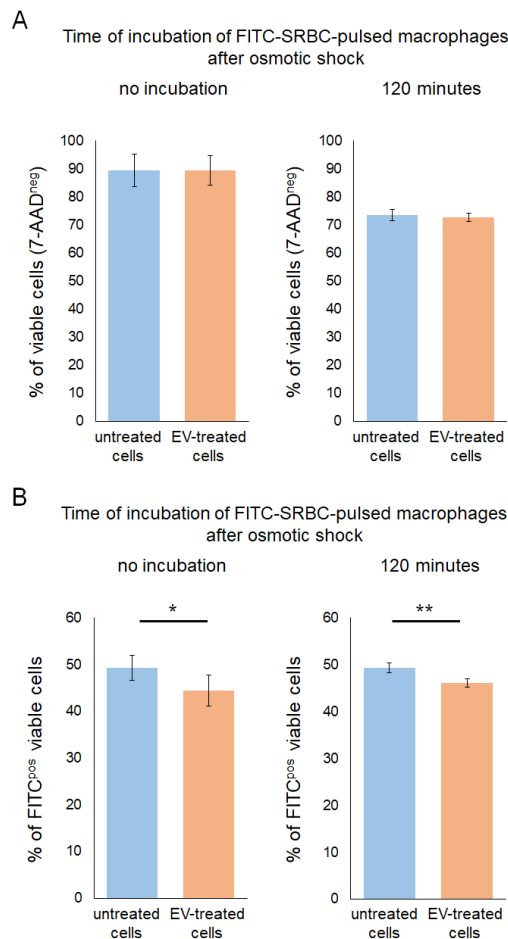 A
Time of incubation of FITC-SRBC-pulsed macrophages
after osmotic shock
no incubation
120 minutes
% of viable cells (7-AADneg)
100
90
80
70
60
50
40
30
20
10
0
untreated
cells
EV-treated
cells
% of viable cells (7-AADneg)
100
90
80
70
60
50
40
30
20
10
0
untreated
cells
EV-treated
cells
B
Time of incubation of FITC-SRBC-pulsed macrophages
after osmotic shock
no incubation
120 minutes
% of FITCpos viable cells
60
50
40
30
20
10
0
*
untreated
cells
EV-treated
cells
% of FITCpos viable cells
60
50
40
30
20
10
0
**
untreated
cells
EV-treated
cells